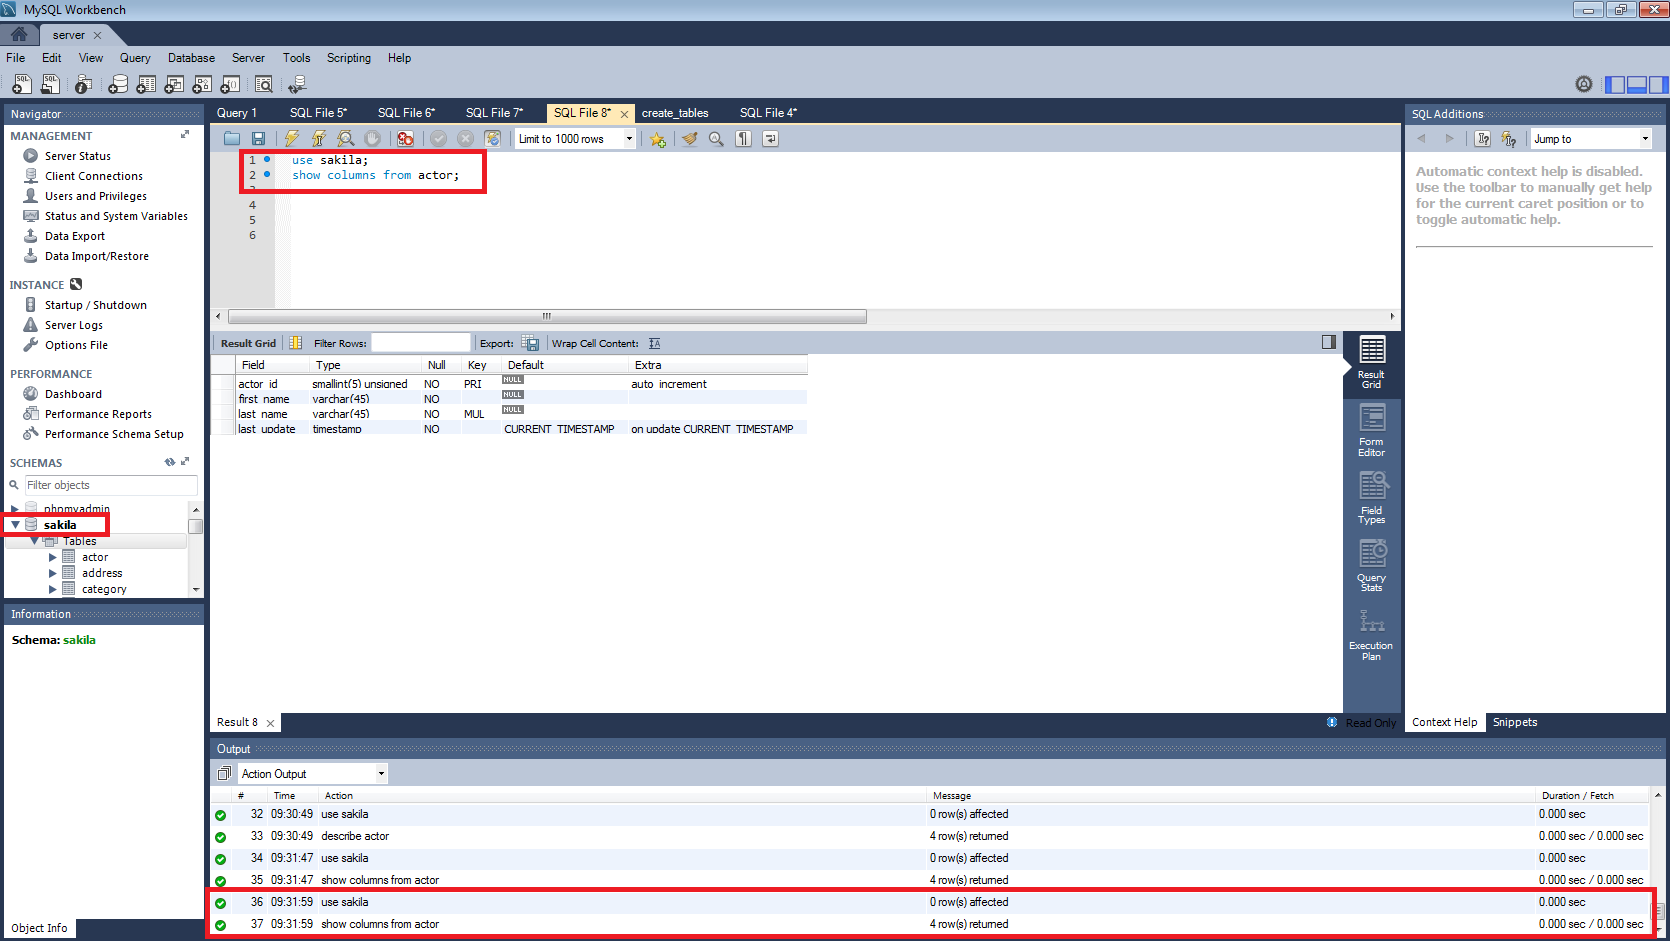 MySQL Workbench
server
File Edit View Query Database Server Tools Scripting Help
Navigator
MANAGEMENT
Server Status
Client Connections
Users and Privileges
Status and System Variables
Data Export
Data Import/Restore
INSTANCE
Startup / Shutdown
Server Logs
Options File
PERFORMANCE
Dashboard
Performance Reports
Performance Schema Setup
SCHEMAS
Filter objects
phpmyadmin
sakila
Tables
actor
address
category
Information
Schema: sakila
Object Info
Query 1 SQL File 5* SQL File 6* SQL File 7* SQL File 8* create_tables SQL File 4*
Limit to 1000 rows
1 use sakila;
2 show columns from actor;
3
4
5
6
Result Grid Filter Rows: Export: Wrap Cell Content:
Field Type Null Key Default Extra
actor_id smallint(5) unsigned NO PRI NULL auto_increment
first_name varchar(45) NO NULL
last_name varchar(45) NO MUL NULL
last_update timestamp NO CURRENT_TIMESTAMP on update CURRENT_TIMESTAMP
Result
Grid
Form
Editor
Field
Types
Query
Stats
Execution
Plan
Result 8
Read Only
SQL Additions
Jump to
Automatic context help is disabled.
Use the toolbar to manually get help
for the current caret position or to
toggle automatic help.
Context Help Snippets
Output
Action Output
# Time Action Message Duration / Fetch
32 09:30:49 use sakila 0 row(s) affected 0.000 sec
33 09:30:49 describe actor 4 row(s) returned 0.000 sec / 0.000 sec
34 09:31:47 use sakila 0 row(s) affected 0.000 sec
35 09:31:47 show columns from actor 4 row(s) returned 0.000 sec / 0.000 sec
36 09:31:59 use sakila 0 row(s) affected 0.000 sec
37 09:31:59 show columns from actor 4 row(s) returned 0.000 sec / 0.000 sec